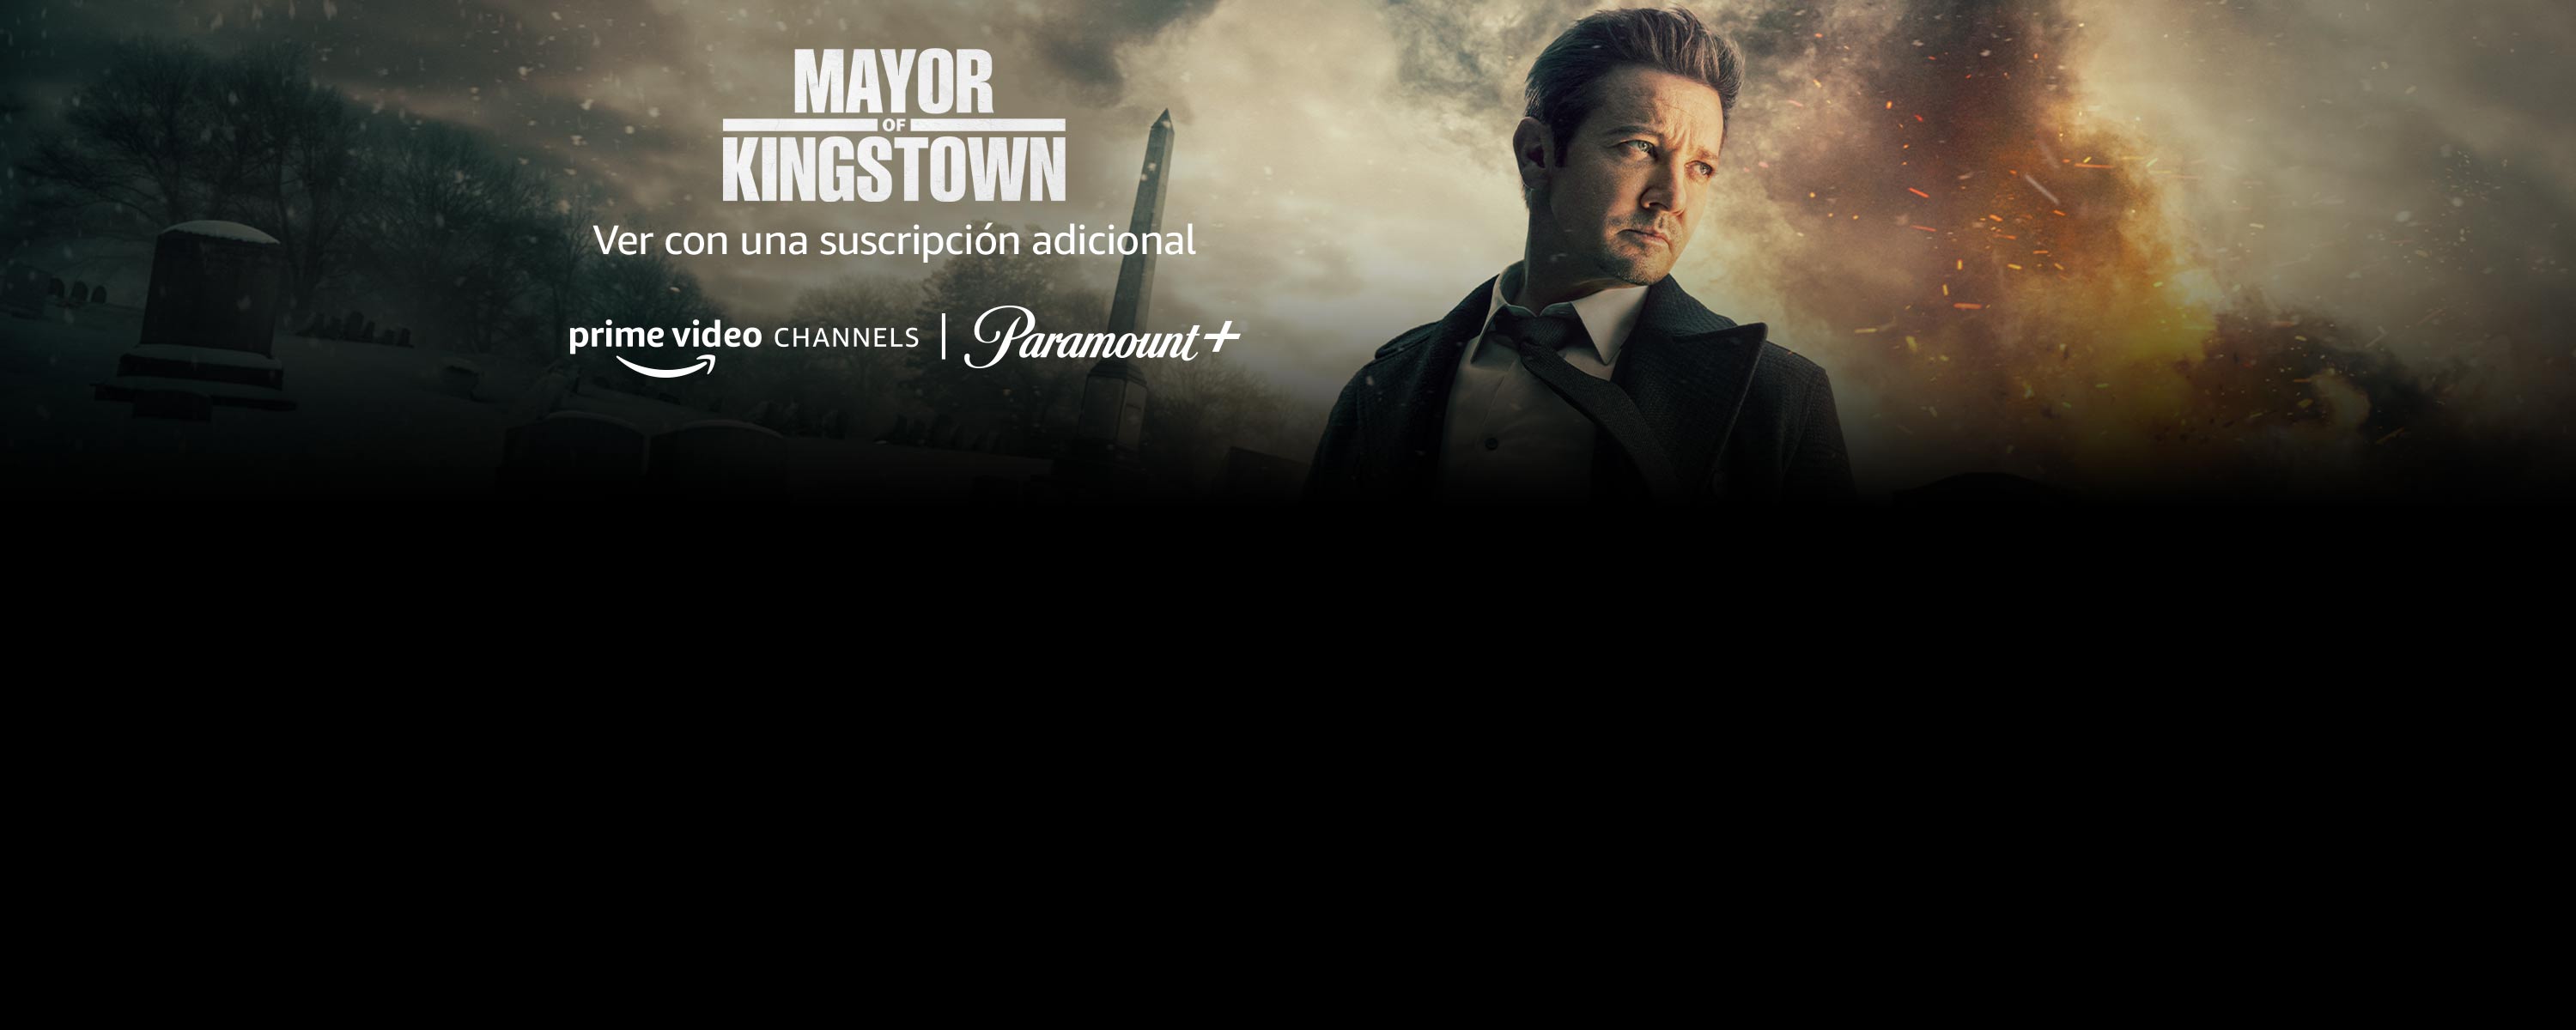 MAYOR
OF
KINGSTOWN
Ver con una suscripción adicional
prime video CHANNELS | Paramount+